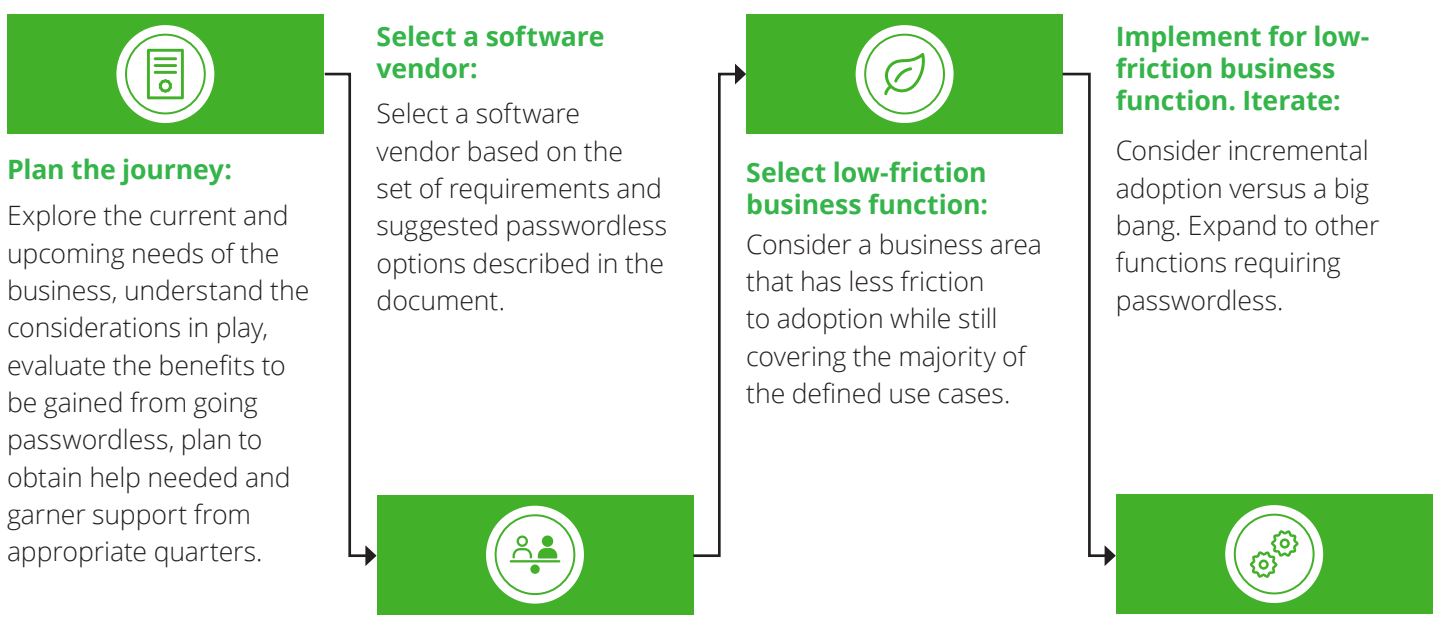 Plan the journey:
Explore the current and
upcoming needs of the
business, understand the
considerations in play,
evaluate the benefits to
be gained from going
passwordless, plan to
obtain help needed and
garner support from
appropriate quarters.
Select a software
vendor:
Select a software
vendor based on the
set of requirements and
suggested passwordless
options described in the
document.
Select low-friction
business function:
Consider a business area
that has less friction
to adoption while still
covering the majority of
the defined use cases.
Implement for low-
friction business
function. Iterate:
Consider incremental
adoption versus a big
bang. Expand to other
functions requiring
passwordless.